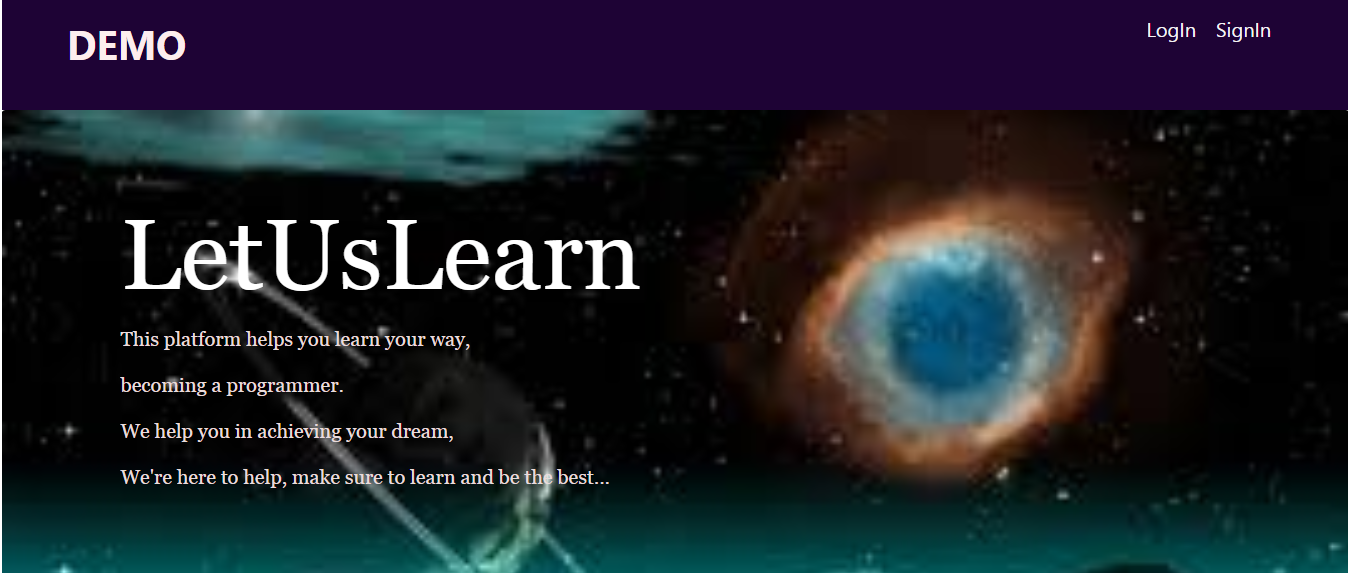 DEMO
LogIn SignIn
LetUsLearn
This platform helps you learn your way,
becoming a programmer.
We help you in achieving your dream,
We're here to help, make sure to learn and be the best...